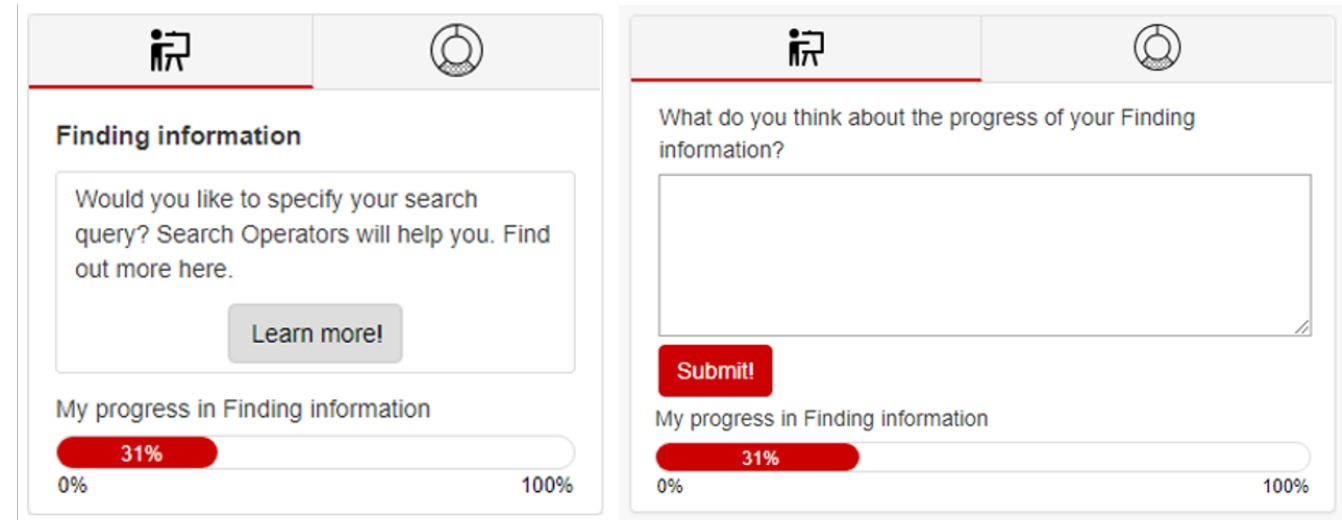 Finding information
Would you like to specify your search
query? Search Operators will help you. Find
out more here.
Learn more!
My progress in Finding information
31%
0% 100%
What do you think about the progress of your Finding
information?
Submit!
My progress in Finding information
31%
0% 100%